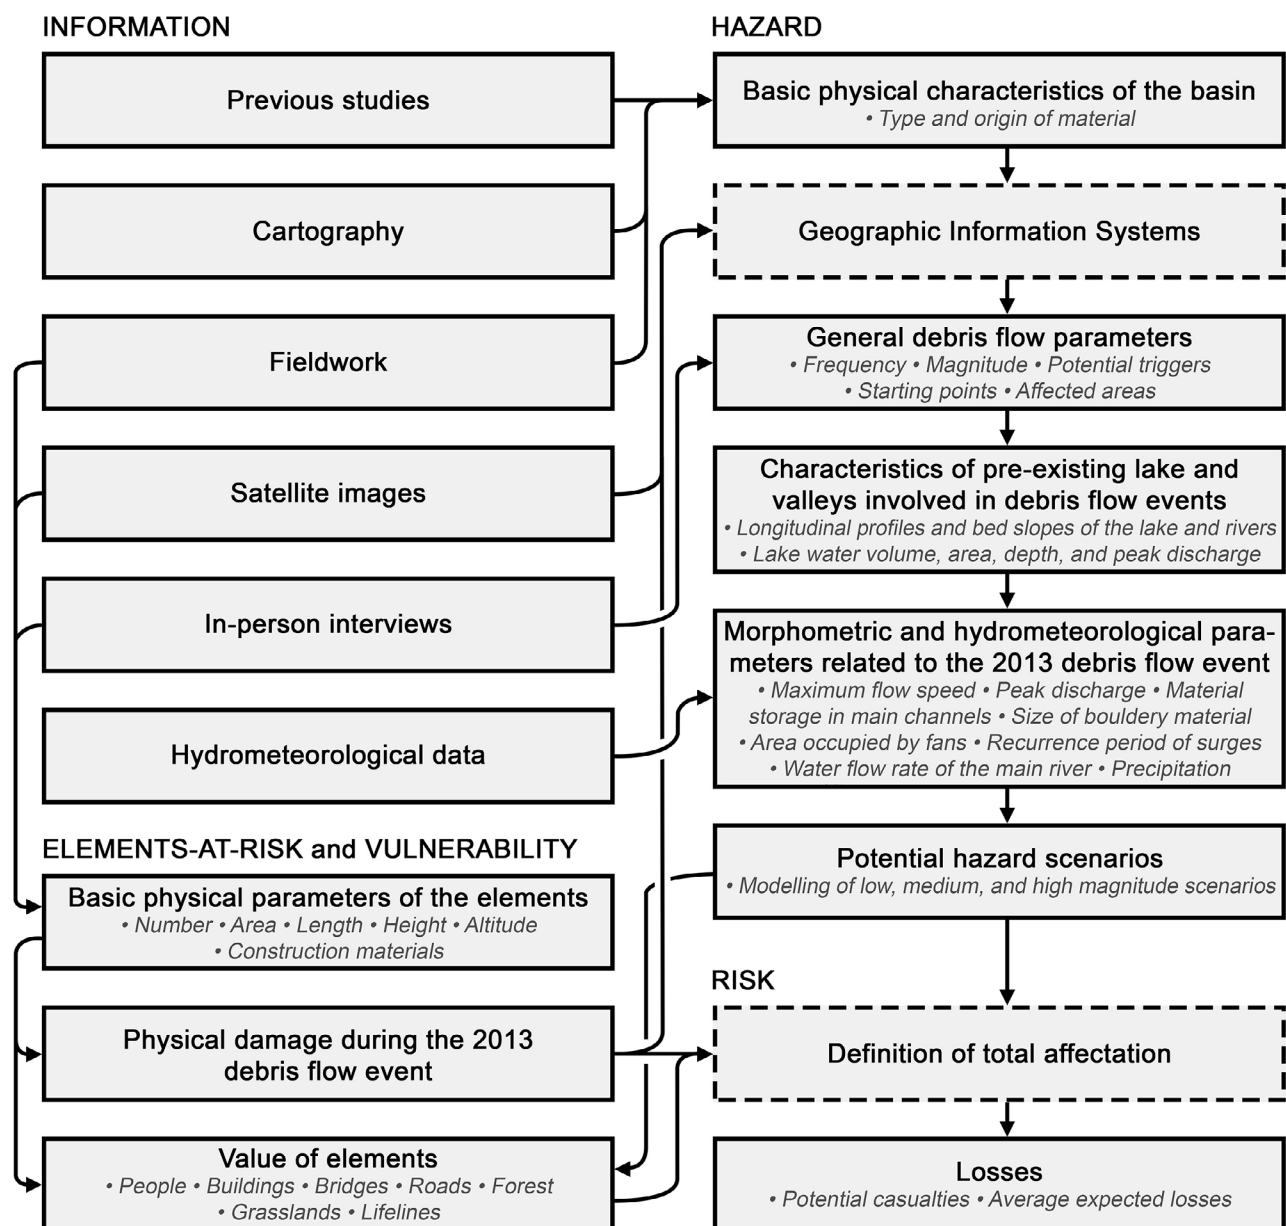 INFORMATION
Previous studies
Cartography
Fieldwork
Satellite images
In-person interviews
Hydrometeorological data
ELEMENTS-AT-RISK and VULNERABILITY
Basic physical parameters of the elements
• Number • Area • Length • Height • Altitude
• Construction materials
Physical damage during the 2013
debris flow event
Value of elements
• People • Buildings • Bridges • Roads • Forest
• Grasslands • Lifelines
HAZARD
Basic physical characteristics of the basin
• Type and origin of material
Geographic Information Systems
General debris flow parameters
• Frequency • Magnitude • Potential triggers
• Starting points • Affected areas
Characteristics of pre-existing lake and
valleys involved in debris flow events
• Longitudinal profiles and bed slopes of the lake and rivers
• Lake water volume, area, depth, and peak discharge
Morphometric and hydrometeorological para-
meters related to the 2013 debris flow event
• Maximum flow speed • Peak discharge • Material
storage in main channels • Size of bouldery material
• Area occupied by fans • Recurrence period of surges
• Water flow rate of the main river • Precipitation
Potential hazard scenarios
• Modelling of low, medium, and high magnitude scenarios
RISK
Definition of total affectation
Losses
• Potential casualties • Average expected losses